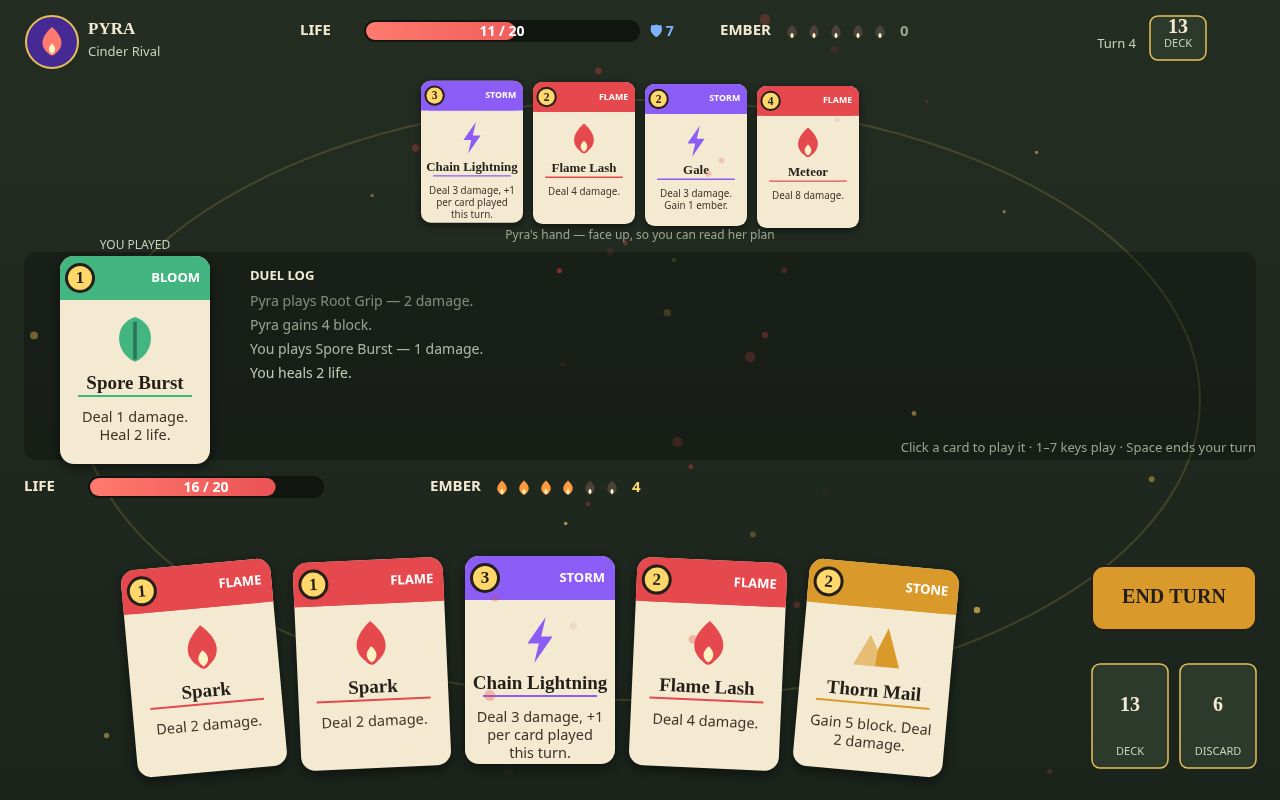 PYRA
Cinder Rival
LIFE
11 / 20
7
EMBER
0
Turn 4
13
DECK
3
STORM
Chain Lightning
Deal 3 damage, +1
per card played
this turn.
2
FLAME
Flame Lash
Deal 4 damage.
2
STORM
Gale
Deal 3 damage.
Gain 1 ember.
4
FLAME
Meteor
Deal 8 damage.
Pyra's hand — face up, so you can read her plan
YOU PLAYED
1
BLOOM
Spore Burst
Deal 1 damage.
Heal 2 life.
DUEL LOG
Pyra plays Root Grip — 2 damage.
Pyra gains 4 block.
You plays Spore Burst — 1 damage.
You heals 2 life.
Click a card to play it · 1–7 keys play · Space ends your turn
LIFE
16 / 20
EMBER
4
1
FLAME
Spark
Deal 2 damage.
1
FLAME
Spark
Deal 2 damage.
3
STORM
Chain Lightning
Deal 3 damage, +1
per card played
this turn.
2
FLAME
Flame Lash
Deal 4 damage.
2
STONE
Thorn Mail
Gain 5 block. Deal
2 damage.
END TURN
13
DECK
6
DISCARD